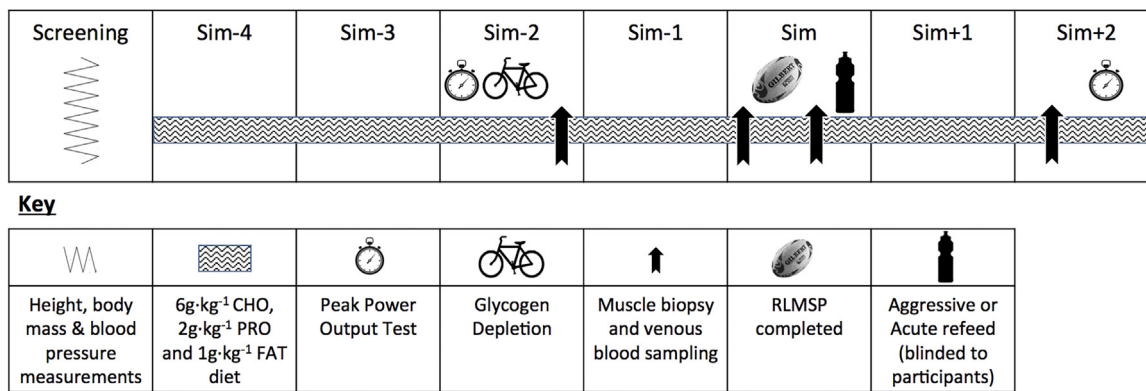 Screening Sim-4 Sim-3 Sim-2 Sim-1 Sim Sim+1 Sim+2
GILBERT
Key
GILBERT
Height, body
mass & blood
pressure
measurements
6g·kg⁻¹ CHO,
2g·kg⁻¹ PRO
and 1g·kg⁻¹ FAT
diet
Peak Power
Output Test
Glycogen
Depletion
Muscle biopsy
and venous
blood sampling
RLMSP
completed
Aggressive or
Acute refeed
(blinded to
participants)